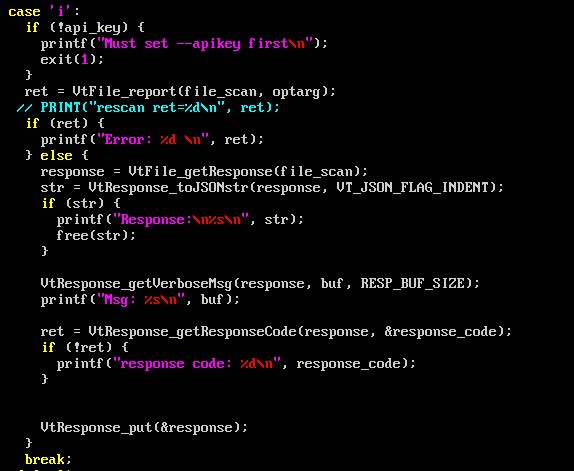 case 'i':
if (!api_key) {
printf("Must set --apikey first\n");
exit(1);
}
ret = VtFile_report(file_scan, optarg);
// PRINT("rescan ret=%d\n", ret);
if (ret) {
printf("Error: %d \n", ret);
} else {
response = VtFile_getResponse(file_scan);
str = VtResponse_toJSONstr(response, VT_JSON_FLAG_INDENT);
if (str) {
printf("Response:\n%s\n", str);
free(str);
}
VtResponse_getVerboseMsg(response, buf, RESP_BUF_SIZE);
printf("Msg: %s\n", buf);
ret = VtResponse_getResponseCode(response, &response_code);
if (!ret) {
printf("response code: %d\n", response_code);
}
VtResponse_put(&response);
}
break;